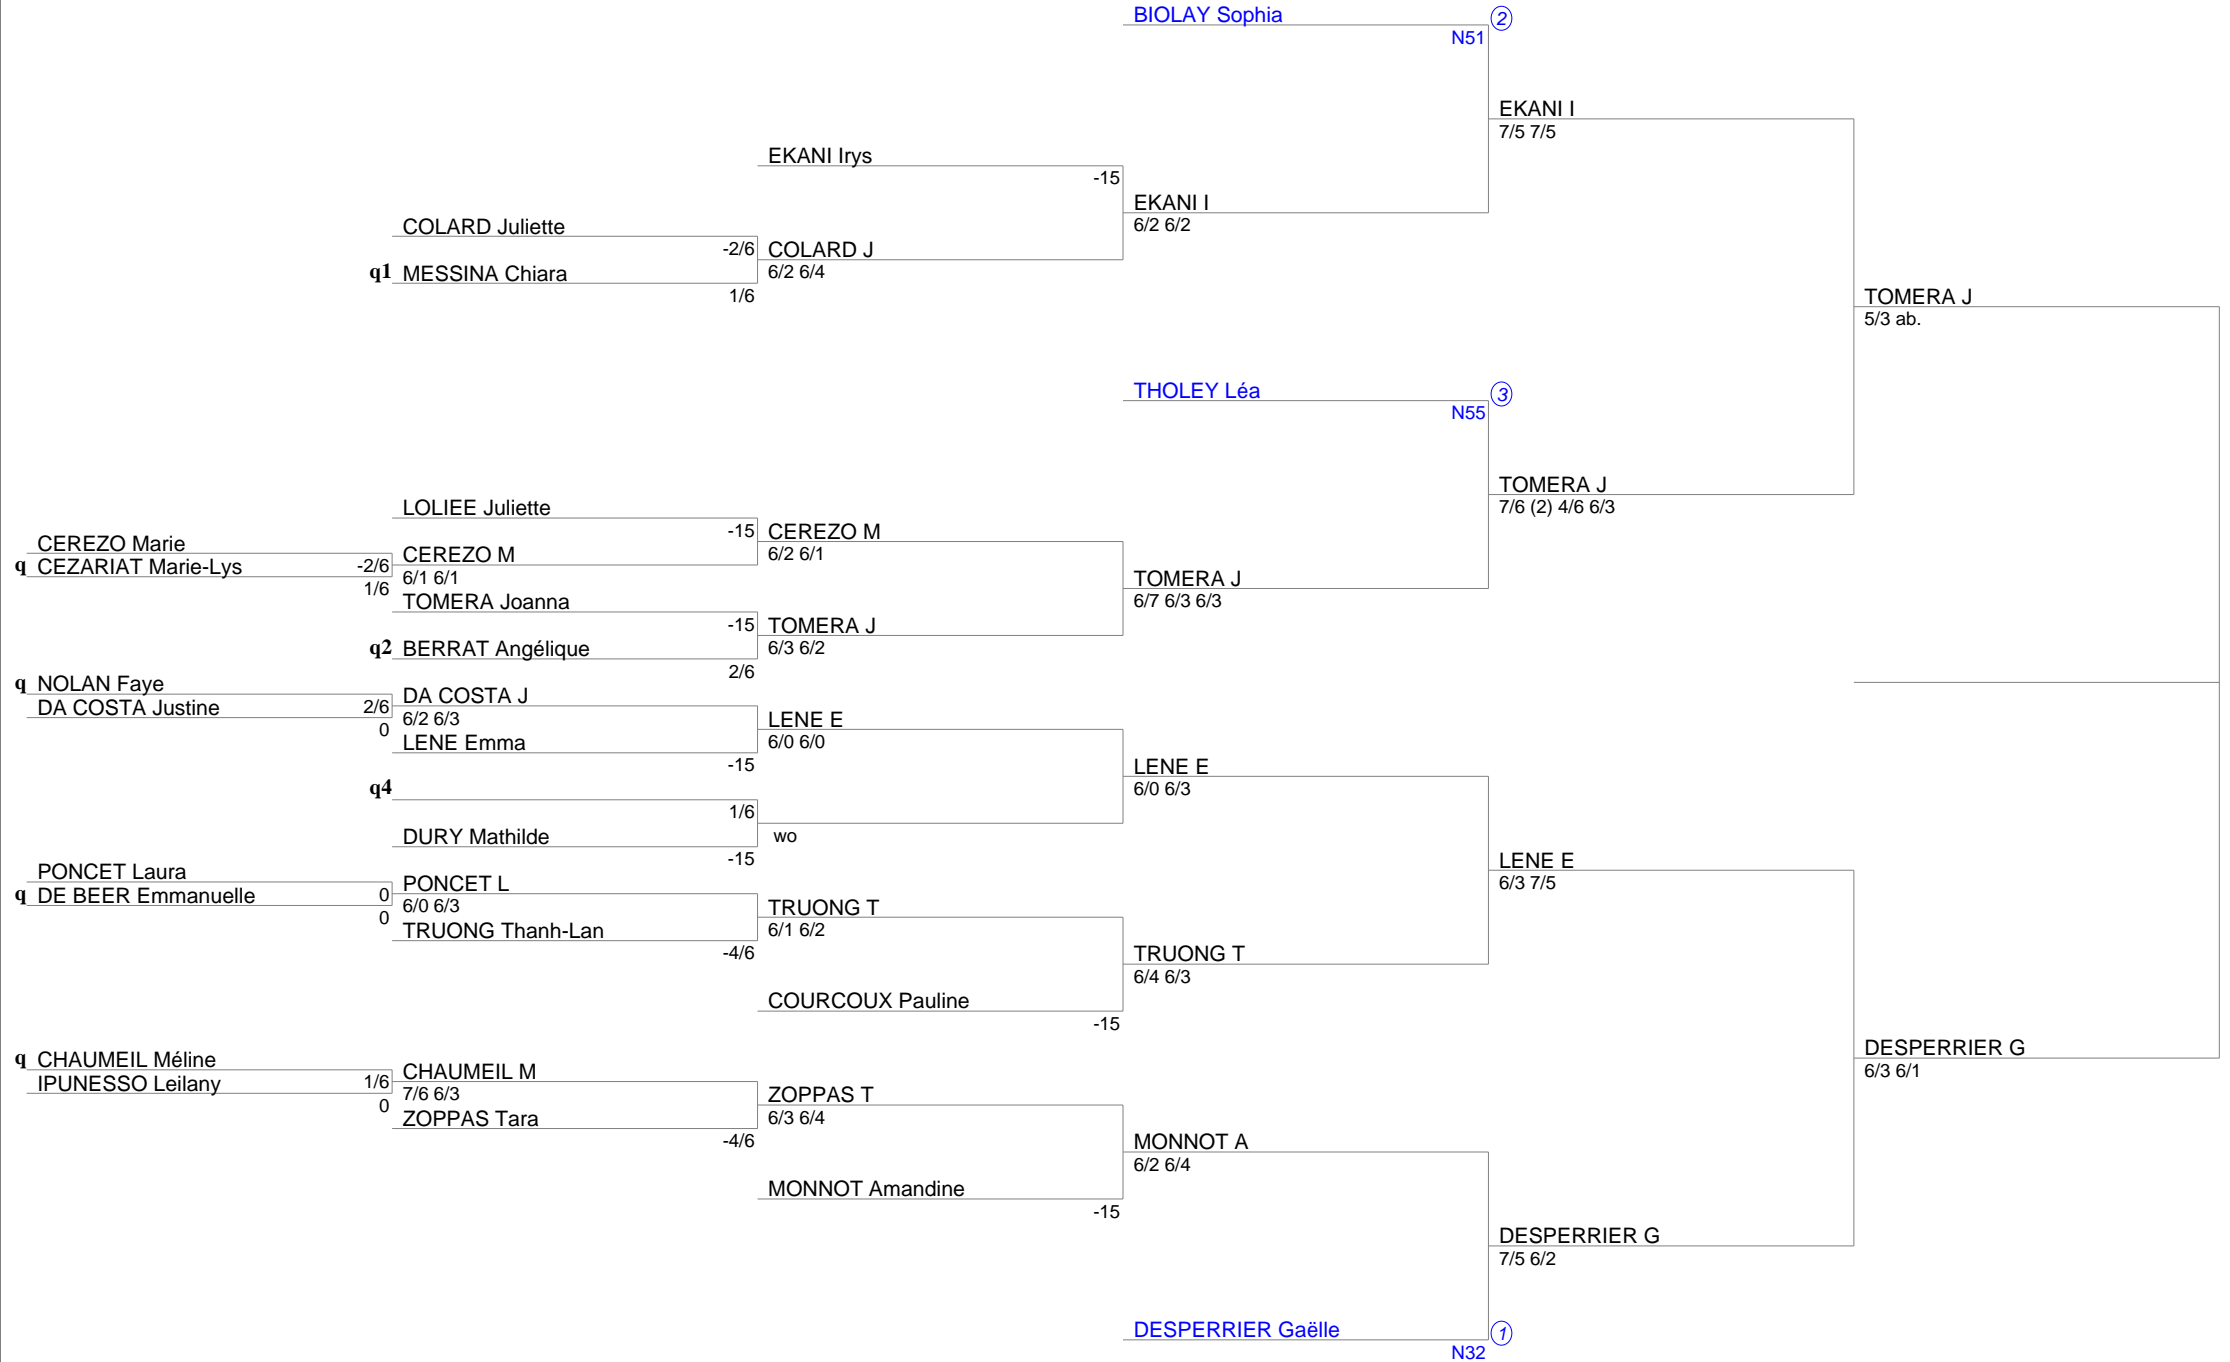 BIOLAY Sophia
2
N51
EKANI I
7/5 7/5
EKANI Irys
-15
EKANI I
6/2 6/2
COLARD Juliette
-2/6
COLARD J
6/2 6/4
q1 MESSINA Chiara
1/6
TOMERA J
5/3 ab.
THOLEY Léa
3
N55
TOMERA J
7/6 (2) 4/6 6/3
LOLIEE Juliette
-15
CEREZO M
6/2 6/1
CEREZO Marie
-2/6
q CEZARIAT Marie-Lys
1/6
CEREZO M
6/1 6/1
TOMERA J
6/7 6/3 6/3
TOMERA Joanna
-15
TOMERA J
6/3 6/2
q2 BERRAT Angélique
2/6
q NOLAN Faye
2/6
DA COSTA Justine
0
DA COSTA J
6/2 6/3
LENE E
6/0 6/0
LENE Emma
-15
LENE E
6/0 6/3
q4
1/6
wo
DURY Mathilde
-15
LENE E
6/3 7/5
PONCET Laura
0
q DE BEER Emmanuelle
0
PONCET L
6/0 6/3
TRUONG T
6/1 6/2
TRUONG Thanh-Lan
-4/6
TRUONG T
6/4 6/3
COURCOUX Pauline
-15
DESPERRIER G
6/3 6/1
q CHAUMEIL Méline
1/6
IPUNESSO Leilany
0
CHAUMEIL M
7/6 6/3
ZOPPAS T
6/3 6/4
ZOPPAS Tara
-4/6
MONNOT A
6/2 6/4
MONNOT Amandine
-15
DESPERRIER G
7/5 6/2
DESPERRIER Gaëlle
1
N32